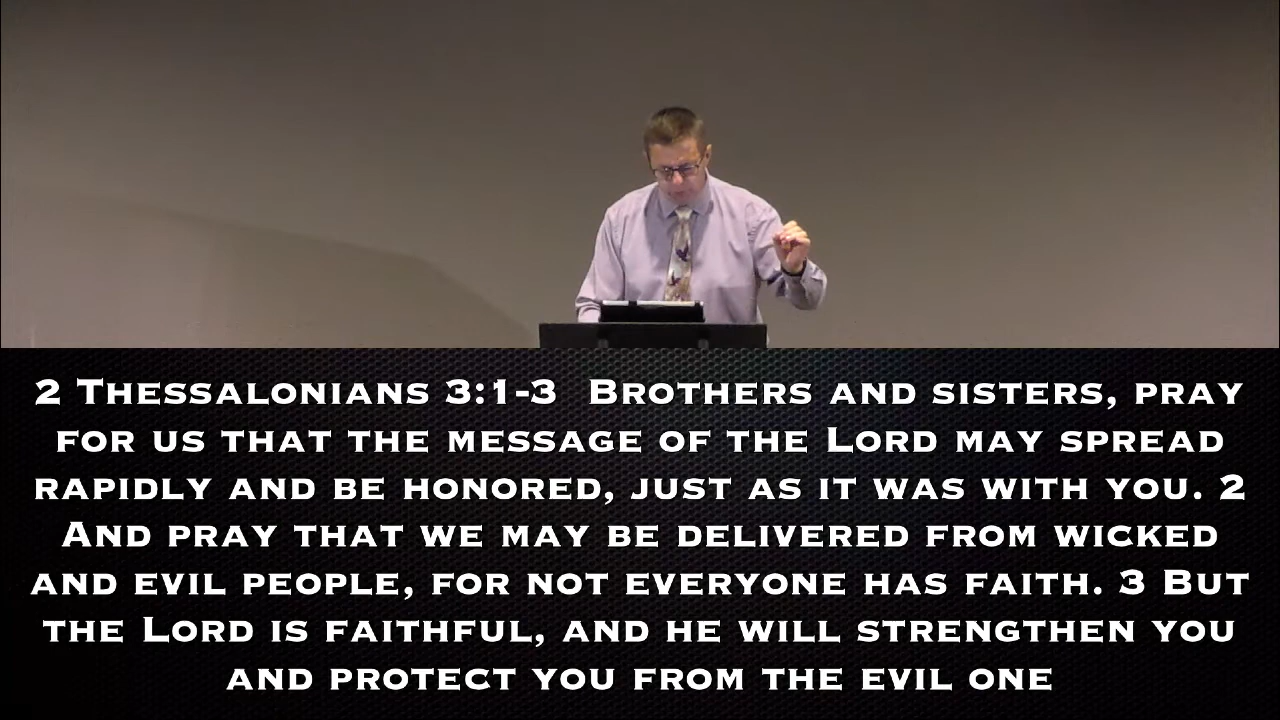 2 Thessalonians 3:1-3 Brothers and sisters, pray
for us that the message of the Lord may spread
rapidly and be honored, just as it was with you. 2
And pray that we may be delivered from wicked
and evil people, for not everyone has faith. 3 But
the Lord is faithful, and he will strengthen you
and protect you from the evil one